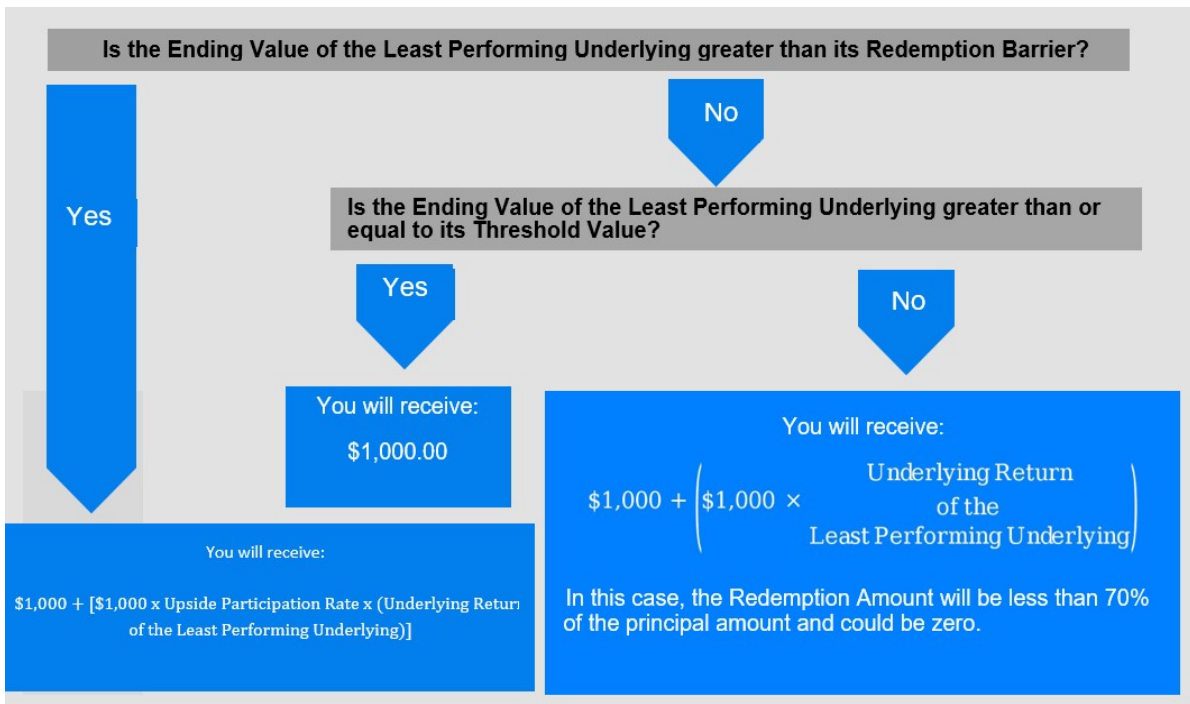 Is the Ending Value of the Least Performing Underlying greater than its Redemption Barrier?
No
Yes
Is the Ending Value of the Least Performing Underlying greater than or
equal to its Threshold Value?
Yes
No
You will receive:
$1,000.00
You will receive:
$1,000 + ($1,000 × Underlying Return
of the
Least Performing Underlying)
In this case, the Redemption Amount will be less than 70%
of the principal amount and could be zero.
You will receive:
$1,000 + [$1,000 x Upside Participation Rate x (Underlying Retur
of the Least Performing Underlying)]